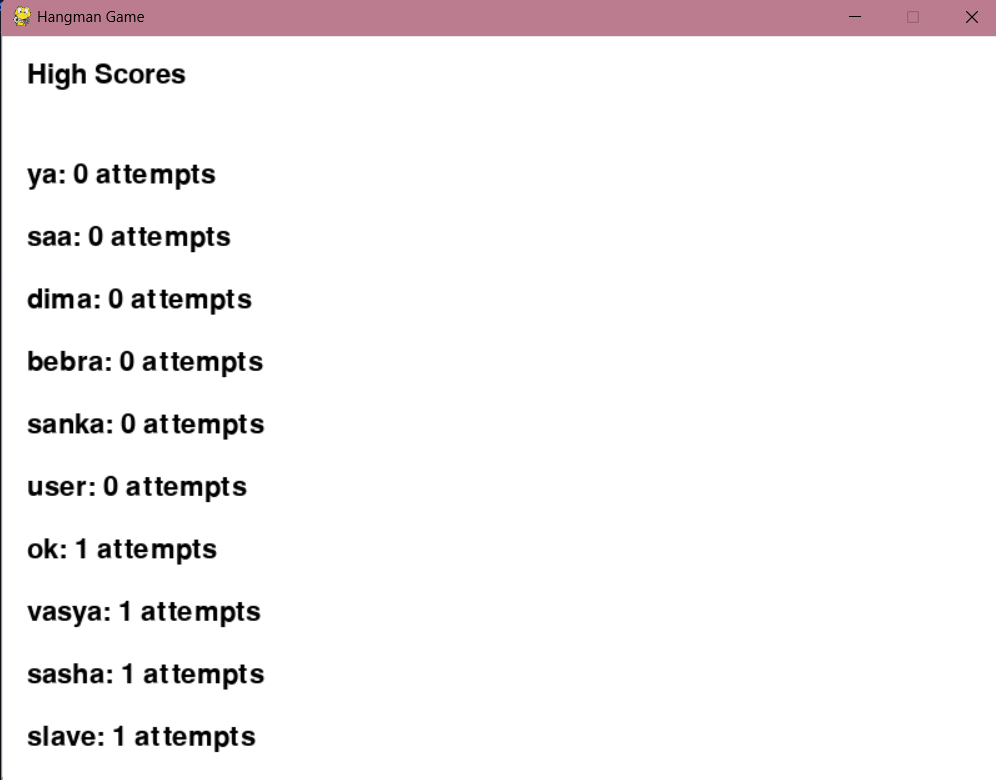 Hangman Game
High Scores
ya: 0 attempts
saa: 0 attempts
dima: 0 attempts
bebra: 0 attempts
sanka: 0 attempts
user: 0 attempts
ok: 1 attempts
vasya: 1 attempts
sasha: 1 attempts
slave: 1 attempts